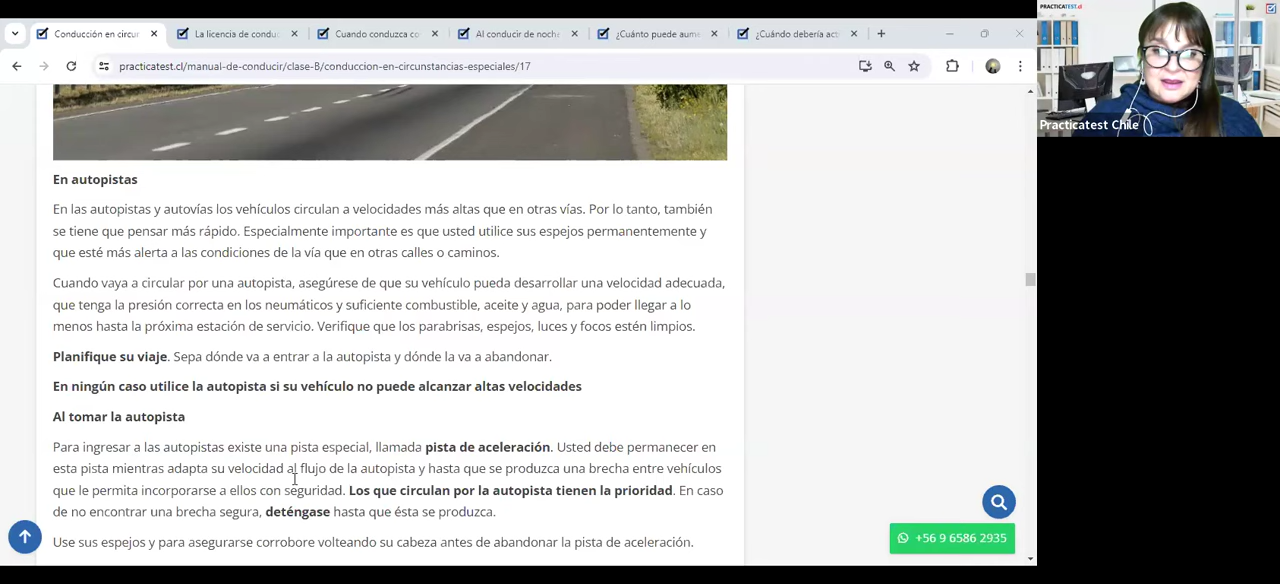 Conducción en circur
La licencia de conduc
Cuando conduzca co
Al conducir de noche
¿Cuánto puede aume
¿Cuándo debería act
practicatest.cl/manual-de-conducir/clase-B/conduccion-en-circunstancias-especiales/17
PRACTICATEST.cl
Practicatest Chile
En autopistas
En las autopistas y autovías los vehículos circulan a velocidades más altas que en otras vías. Por lo tanto, también
se tiene que pensar más rápido. Especialmente importante es que usted utilice sus espejos permanentemente y
que esté más alerta a las condiciones de la vía que en otras calles o caminos.
Cuando vaya a circular por una autopista, asegúrese de que su vehículo pueda desarrollar una velocidad adecuada,
que tenga la presión correcta en los neumáticos y suficiente combustible, aceite y agua, para poder llegar a lo
menos hasta la próxima estación de servicio. Verifique que los parabrisas, espejos, luces y focos estén limpios.
Planifique su viaje. Sepa dónde va a entrar a la autopista y dónde la va a abandonar.
En ningún caso utilice la autopista si su vehículo no puede alcanzar altas velocidades
Al tomar la autopista
Para ingresar a las autopistas existe una pista especial, llamada pista de aceleración. Usted debe permanecer en
esta pista mientras adapta su velocidad al flujo de la autopista y hasta que se produzca una brecha entre vehículos
que le permita incorporarse a ellos con seguridad. Los que circulan por la autopista tienen la prioridad. En caso
de no encontrar una brecha segura, deténgase hasta que ésta se produzca.
Use sus espejos y para asegurarse corrobore volteando su cabeza antes de abandonar la pista de aceleración.
+56 9 6586 2935